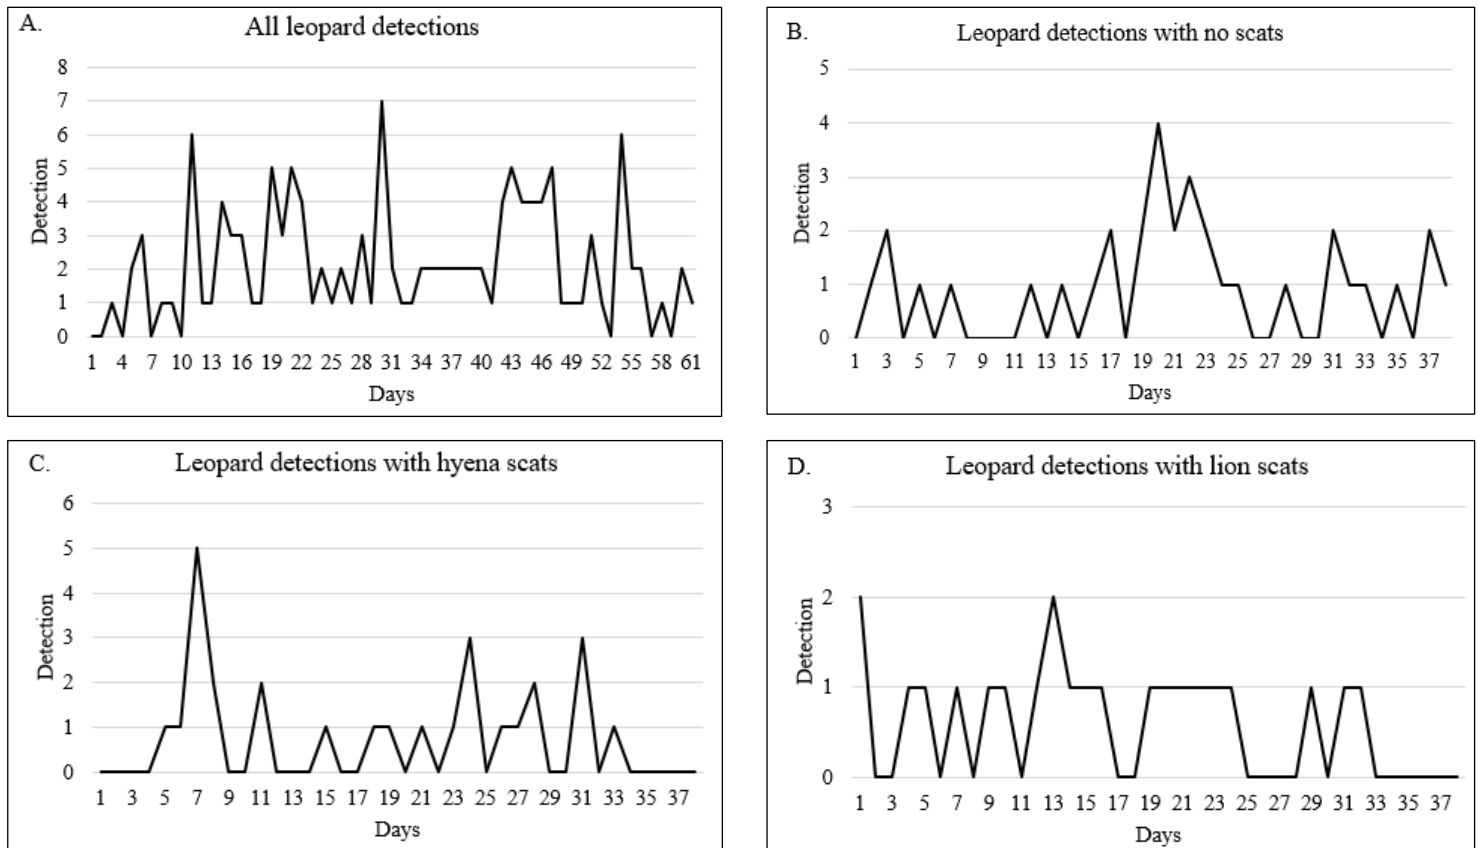 A.
All leopard detections
8
7
6
5
4
3
2
1
0
Detection
1 4 7 10 13 16 19 22 25 28 31 34 37 40 43 46 49 52 55 58 61
Days
B.
Leopard detections with no scats
5
4
3
2
1
0
Detection
1 3 5 7 9 11 13 15 17 19 21 23 25 27 29 31 33 35 37
Days
C.
Leopard detections with hyena scats
6
5
4
3
2
1
0
Detection
1 3 5 7 9 11 13 15 17 19 21 23 25 27 29 31 33 35 37
Days
D.
Leopard detections with lion scats
3
2
1
0
Detection
1 3 5 7 9 11 13 15 17 19 21 23 25 27 29 31 33 35 37
Days